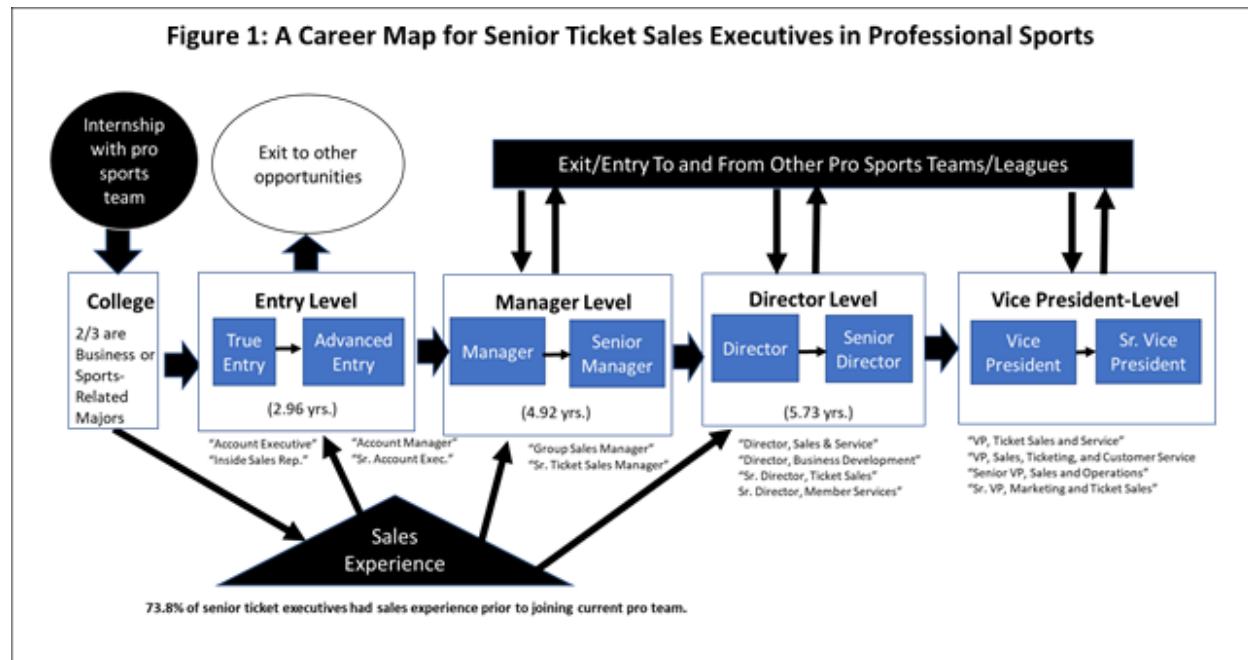 Figure 1: A Career Map for Senior Ticket Sales Executives in Professional Sports
Internship
with pro
sports
team
Exit to other
opportunities
Exit/Entry To and From Other Pro Sports Teams/Leagues
College
2/3 are
Business or
Sports-
Related
Majors
Entry Level
True
Entry
Advanced
Entry
(2.96 yrs.)
"Account Executive"
"Inside Sales Rep."
"Account Manager"
"Sr. Account Exec."
Manager Level
Manager
Senior
Manager
(4.92 yrs.)
"Group Sales Manager"
"Sr. Ticket Sales Manager"
Director Level
Director
Senior
Director
(5.73 yrs.)
"Director, Sales & Service"
"Director, Business Development"
"Sr. Director, Ticket Sales"
Sr. Director, Member Services"
Vice President-Level
Vice
President
Sr. Vice
President
"VP, Ticket Sales and Service"
"VP, Sales, Ticketing, and Customer Service
"Senior VP, Sales and Operations"
"Sr. VP, Marketing and Ticket Sales"
Sales
Experience
73.8% of senior ticket executives had sales experience prior to joining current pro team.